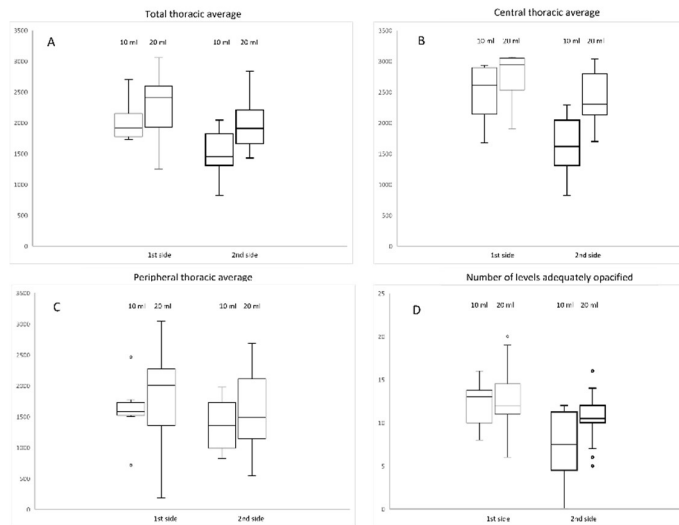 Total thoracic average
A
10 ml 20 ml 10 ml 20 ml
3500
3000
2500
2000
1500
1000
500
0
1st side 2nd side
Central thoracic average
B
10 ml 20 ml 10 ml 20 ml
3500
3000
2500
2000
1500
1000
500
0
1st side 2nd side
Peripheral thoracic average
C
10 ml 20 ml 10 ml 20 ml
3500
3000
2500
2000
1500
1000
500
0
1st side 2nd side
Number of levels adequately opacified
D
10 ml 20 ml 10 ml 20 ml
25
20
15
10
5
0
1st side 2nd side